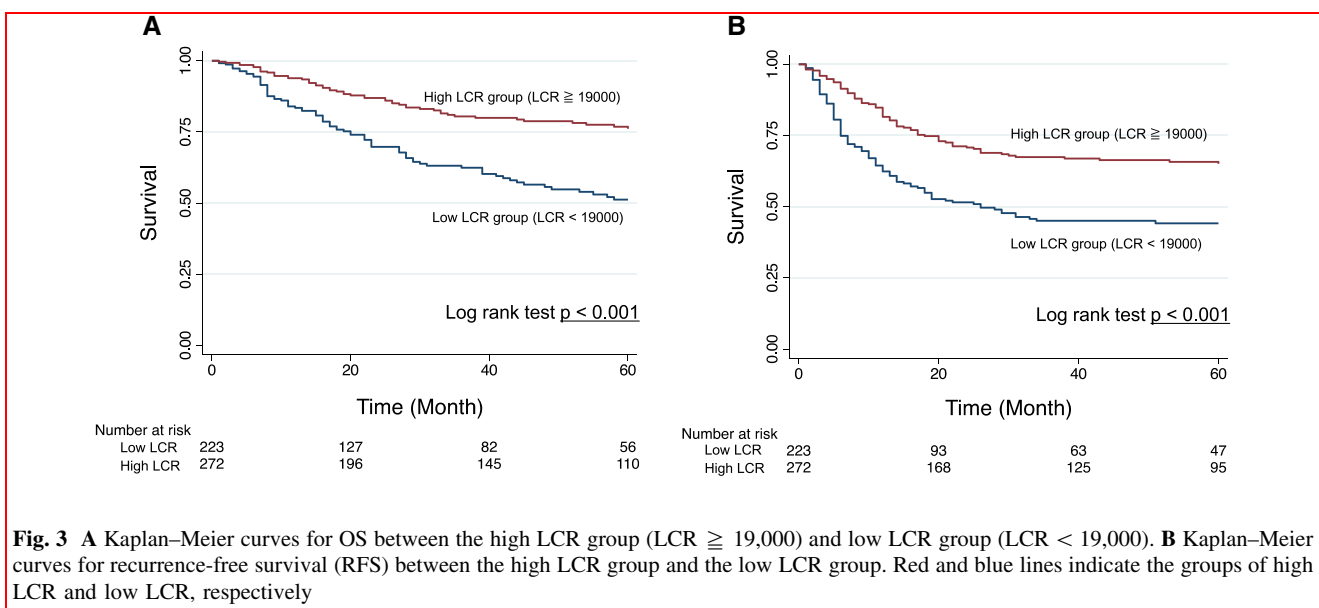 A
1.00
0.75
0.50
0.25
0.00
Survival
High LCR group (LCR ≧ 19000)
Low LCR group (LCR < 19000)
Log rank test p < 0.001
0 20 40 60
Time (Month)
Number at risk
Low LCR 223 127 82 56
High LCR 272 196 145 110
B
1.00
0.75
0.50
0.25
0.00
Survival
High LCR group (LCR ≧ 19000)
Low LCR group (LCR < 19000)
Log rank test p < 0.001
0 20 40 60
Time (Month)
Number at risk
Low LCR 223 93 63 47
High LCR 272 168 125 95
Fig. 3 A Kaplan–Meier curves for OS between the high LCR group (LCR ≧ 19,000) and low LCR group (LCR < 19,000). B Kaplan–Meier
curves for recurrence-free survival (RFS) between the high LCR group and the low LCR group. Red and blue lines indicate the groups of high
LCR and low LCR, respectively